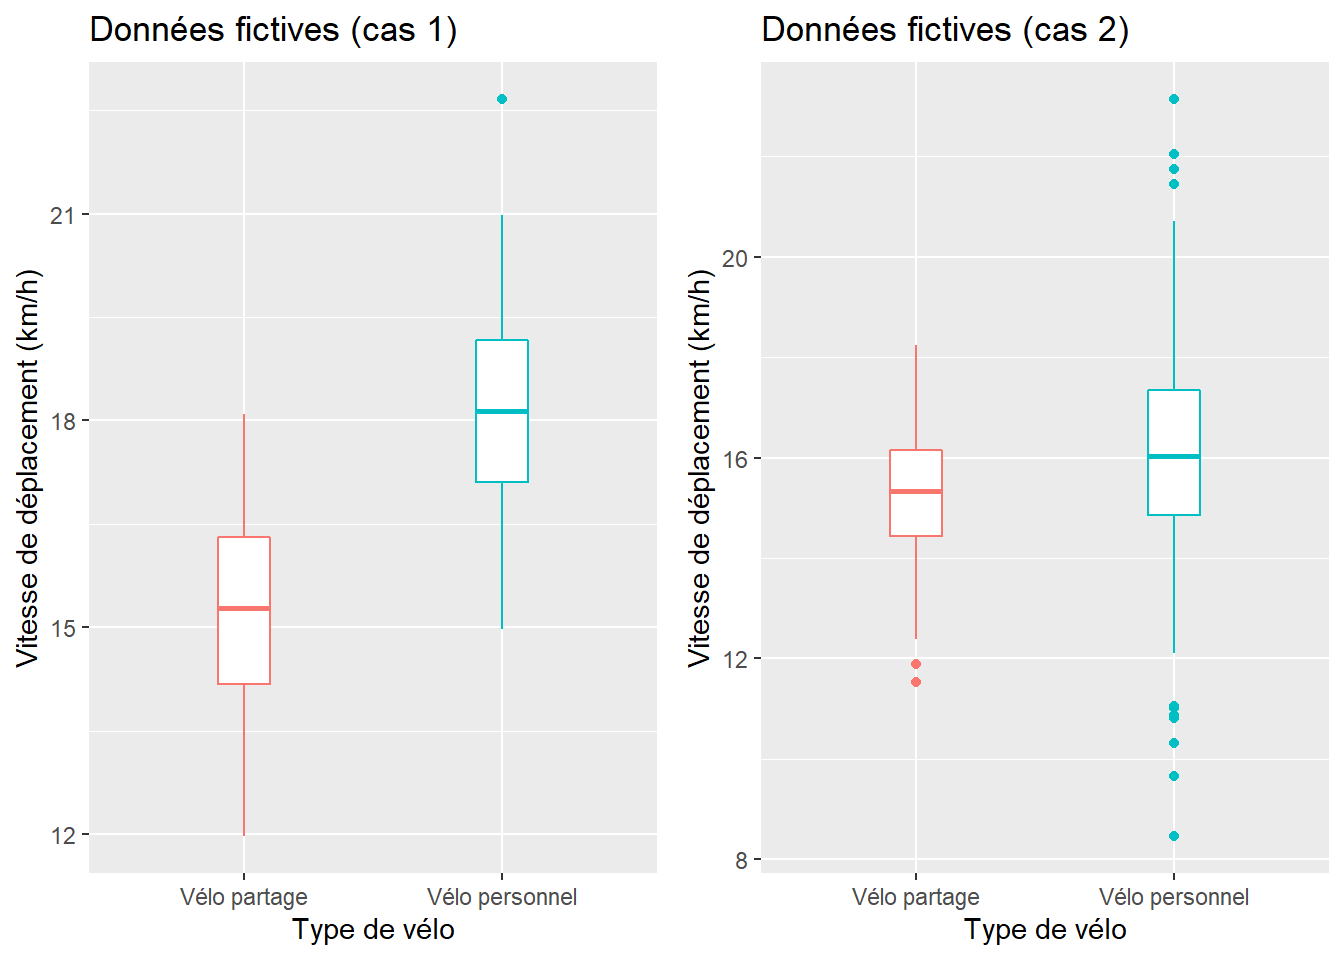 Données fictives (cas 1)
Vitesse de déplacement (km/h)
21
18
15
12
Vélo partage
Vélo personnel
Type de vélo
Données fictives (cas 2)
Vitesse de déplacement (km/h)
20
16
12
8
Vélo partage
Vélo personnel
Type de vélo